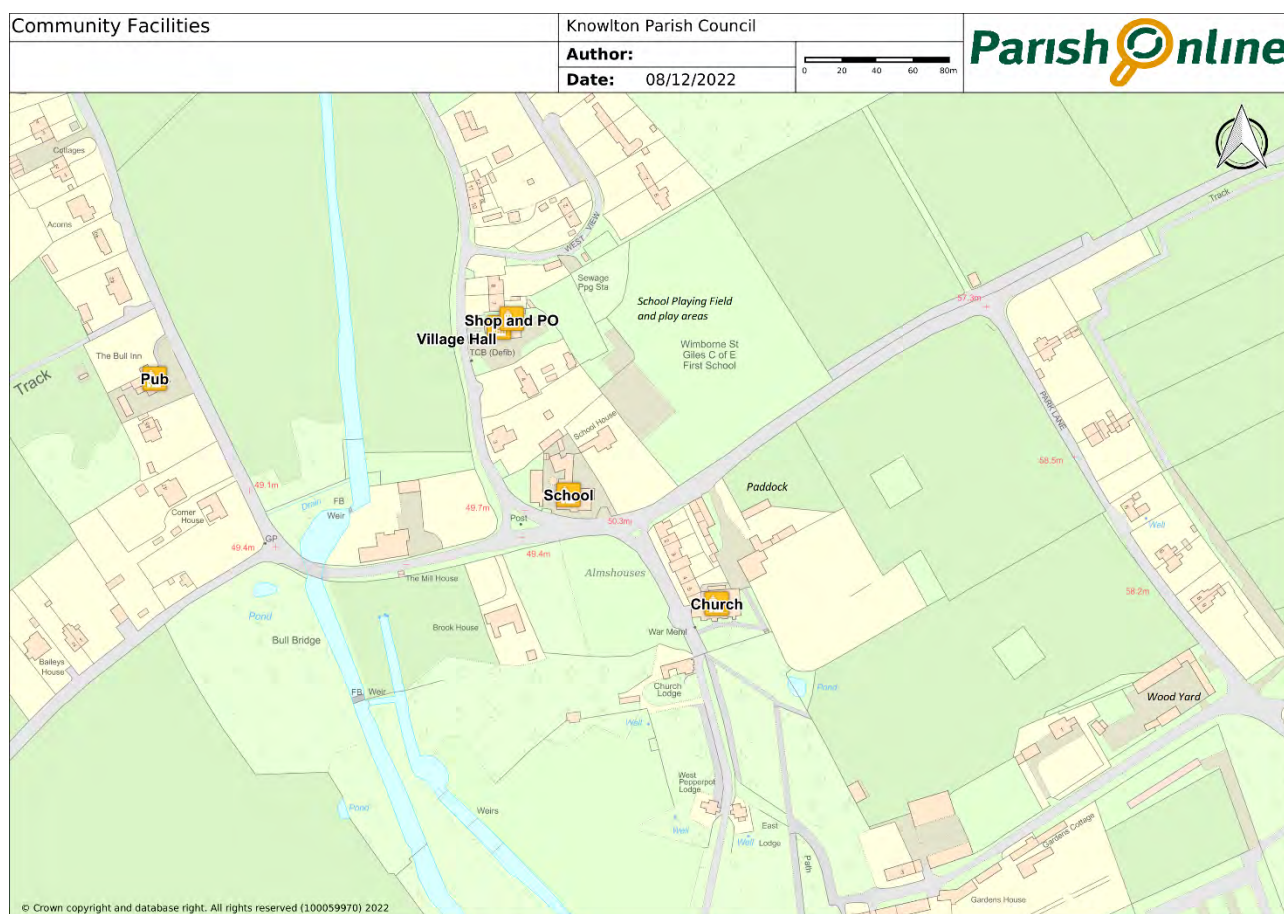 Community Facilities
Knowlton Parish Council
Author:
Date: 08/12/2022
0 20 40 60 80m
Parish Online
Cottages
Acorns
WEST VIEW
Track
Sewage
Ppg Sta
School Playing Field
and play areas
57.3m
Shop and PO
Village Hall
TCB (Defib)
Wimborne St
Giles C of E
First School
The Bull Inn
Pub
Track
PARK LANE
School House
58.5m
49.1m
Drain
FB
Weir
School
Paddock
49.7m
Post
50.3m
Well
Corner
House
GP
49.4m
49.4m
The Mill House
Almshouses
58.2m
Church
Pond
Bull Bridge
Brook House
War Meml
Baileys
House
Church
Lodge
Pond
FB
Weir
Wood Yard
Well
West
Pepperpot
Lodge
Pond
Weirs
Well
Well
East
Lodge
Path
Gardens Cottage
Gardens House
© Crown copyright and database right. All rights reserved (100059970) 2022